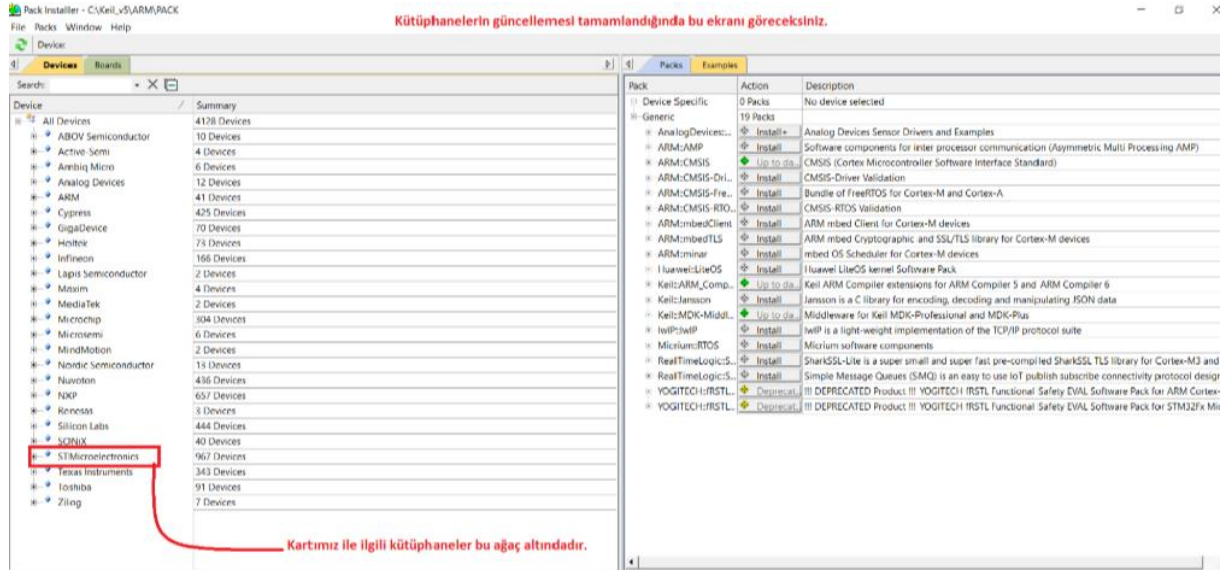 Pack Installer - C:\Keil_v5\ARM\PACK
Kütüphanelerin güncellemesi tamamlandığında bu ekranı göreceksiniz.
File Packs Window Help
Device:
Devices Boards
Packs Examples
Search:
Device Summary
Pack Action Description
All Devices 4128 Devices
ABOV Semiconductor 10 Devices
Active-Semi 4 Devices
Ambiq Micro 6 Devices
Analog Devices 12 Devices
ARM 41 Devices
Cypress 425 Devices
GigaDevice 70 Devices
Holtek 73 Devices
Infineon 166 Devices
Lapis Semiconductor 2 Devices
Maxim 4 Devices
MediaTek 2 Devices
Microchip 304 Devices
Microsemi 6 Devices
MindMotion 2 Devices
Nordic Semiconductor 13 Devices
Nuvoton 436 Devices
NXP 657 Devices
Renesas 3 Devices
Silicon Labs 444 Devices
SONiX 40 Devices
STMicroelectronics 967 Devices
Texas Instruments 343 Devices
Toshiba 91 Devices
Zilog 7 Devices
Device Specific 0 Packs No device selected
Generic 19 Packs
AnalogDevices::... Install+ Analog Devices Sensor Drivers and Examples
ARM::AMP Install Software components for inter processor communication (Asymmetric Multi Processing AMP)
ARM::CMSIS Up to da... CMSIS (Cortex Microcontroller Software Interface Standard)
ARM::CMSIS-Dri... Install CMSIS-Driver Validation
ARM::CMSIS-Fre... Install Bundle of FreeRTOS for Cortex-M and Cortex-A
ARM::CMSIS-RTO... Install CMSIS-RTOS Validation
ARM::mbedClient Install ARM mbed Client for Cortex-M devices
ARM::mbedTLS Install ARM mbed Cryptographic and SSL/TLS library for Cortex-M devices
ARM::minar Install mbed OS Scheduler for Cortex-M devices
Huawei::LiteOS Install Huawei LiteOS kernel Software Pack
Keil::ARM_Comp... Up to da... Keil ARM Compiler extensions for ARM Compiler 5 and ARM Compiler 6
Keil::Jansson Install Jansson is a C library for encoding, decoding and manipulating JSON data
Keil::MDK-Middl... Up to da... Middleware for Keil MDK-Professional and MDK-Plus
lwIP::lwIP Install lwIP is a light-weight implementation of the TCP/IP protocol suite
Micrium::RTOS Install Micrium software components
RealTimeLogic::S... Install SharkSSL-Lite is a super small and super fast pre-compiled SharkSSL TLS library for Cortex-M3 and
RealTimeLogic::S... Install Simple Message Queues (SMQ) is an easy to use IoT publish subscribe connectivity protocol design
YOGITECH::fRSTL... Deprecat... !!! DEPRECATED Product !!! YOGITECH fRSTL Functional Safety EVAL Software Pack for ARM Cortex-
YOGITECH::fRSTL... Deprecat... !!! DEPRECATED Product !!! YOGITECH fRSTL Functional Safety EVAL Software Pack for STM32Fx Mic
Kartımız ile ilgili kütüphaneler bu ağaç altındadır.